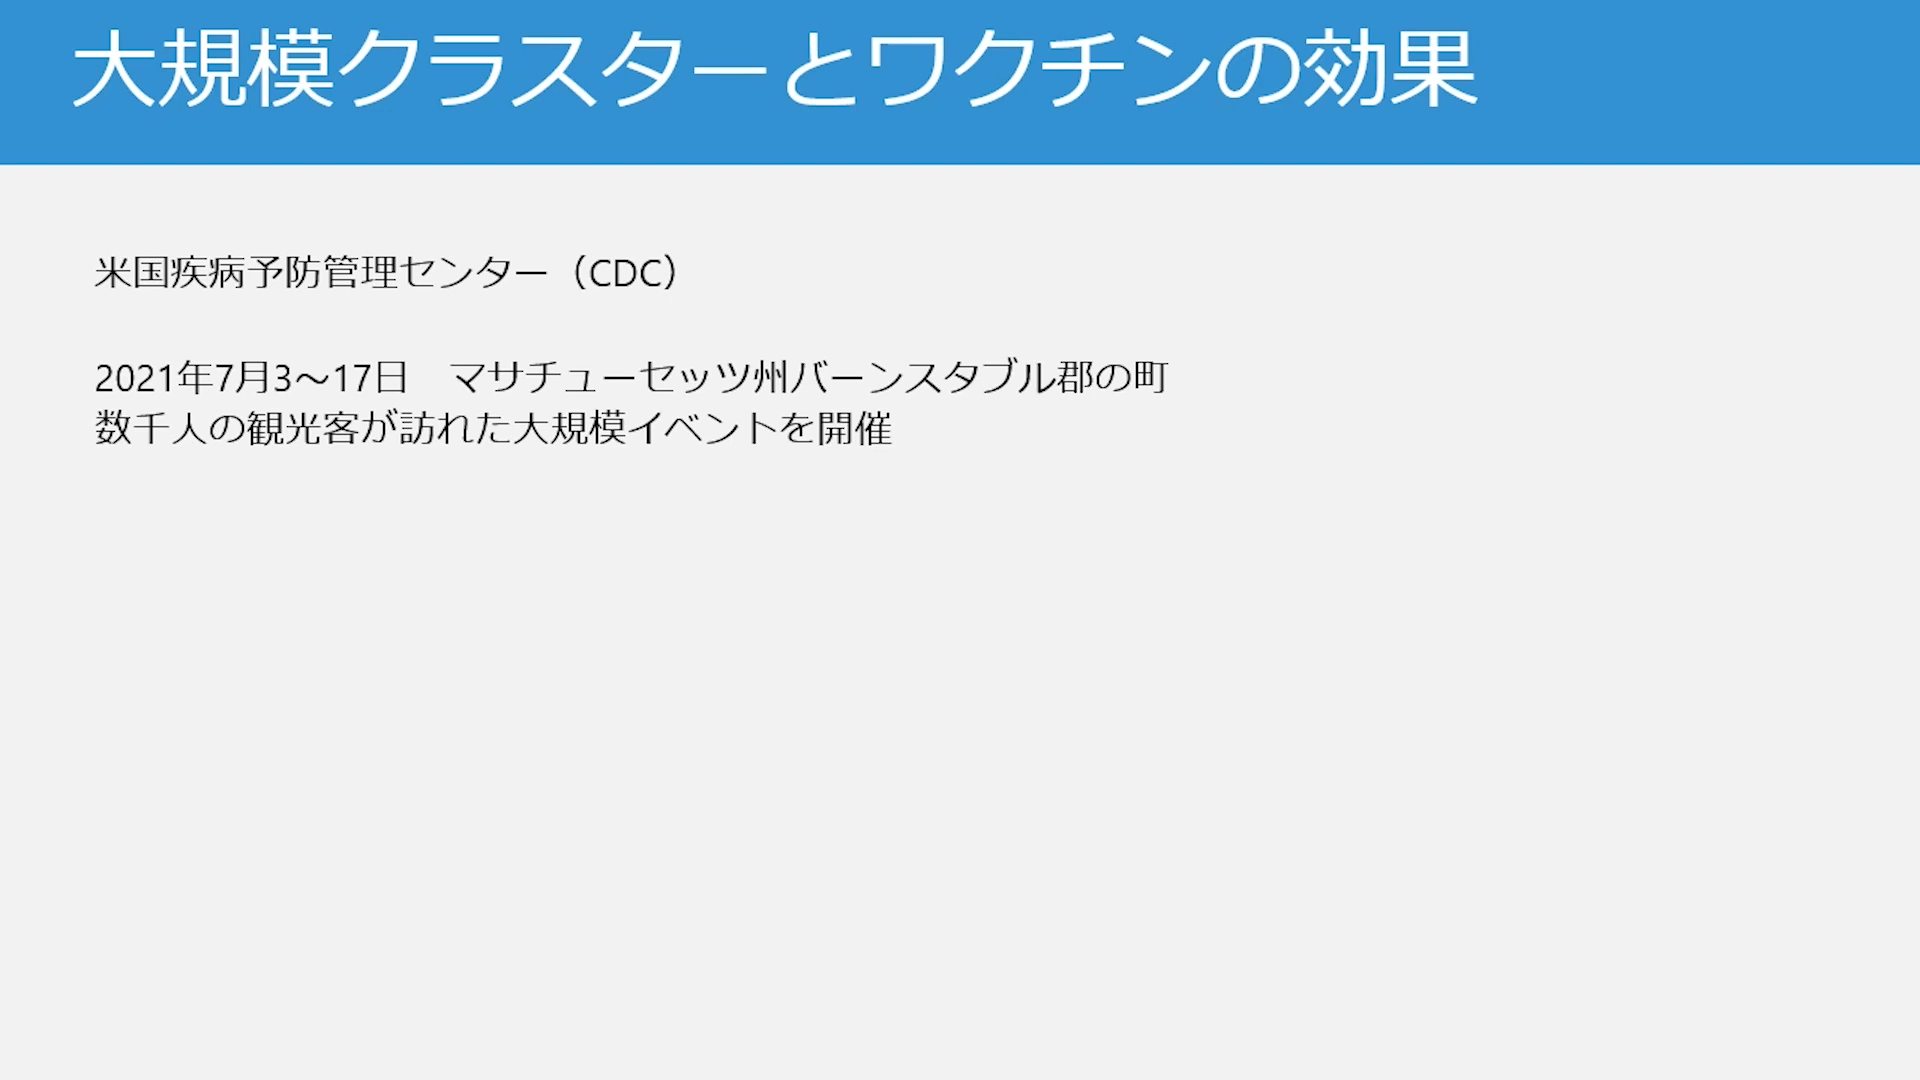 大規模クラスターとワクチンの効果
米国疾病予防管理センター（CDC）
2021年7月3～17日　マサチューセッツ州バーンスタブル郡の町
数千人の観光客が訪れた大規模イベントを開催